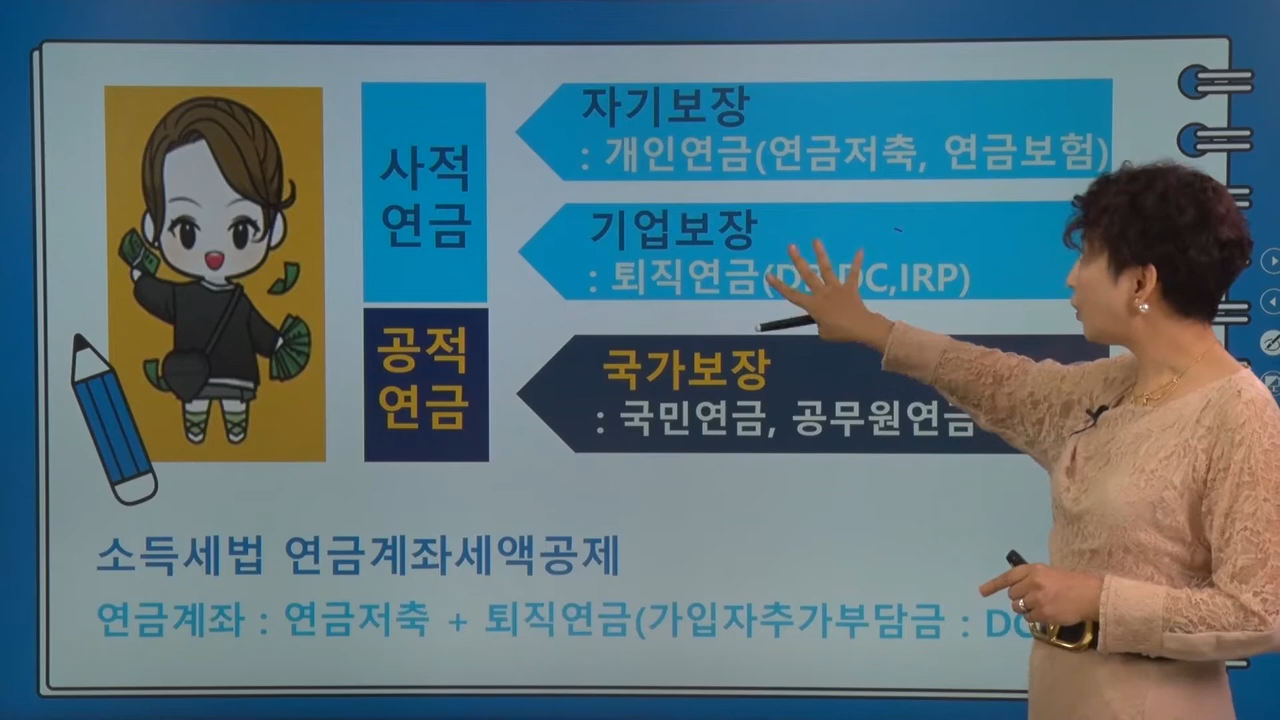 사적
연금
자기보장
: 개인연금(연금저축, 연금보험)
기업보장
: 퇴직연금(DB,DC,IRP)
공적
연금
국가보장
: 국민연금, 공무원연금
소득세법 연금계좌세액공제
연금계좌 : 연금저축 + 퇴직연금(가입자추가부담금 :